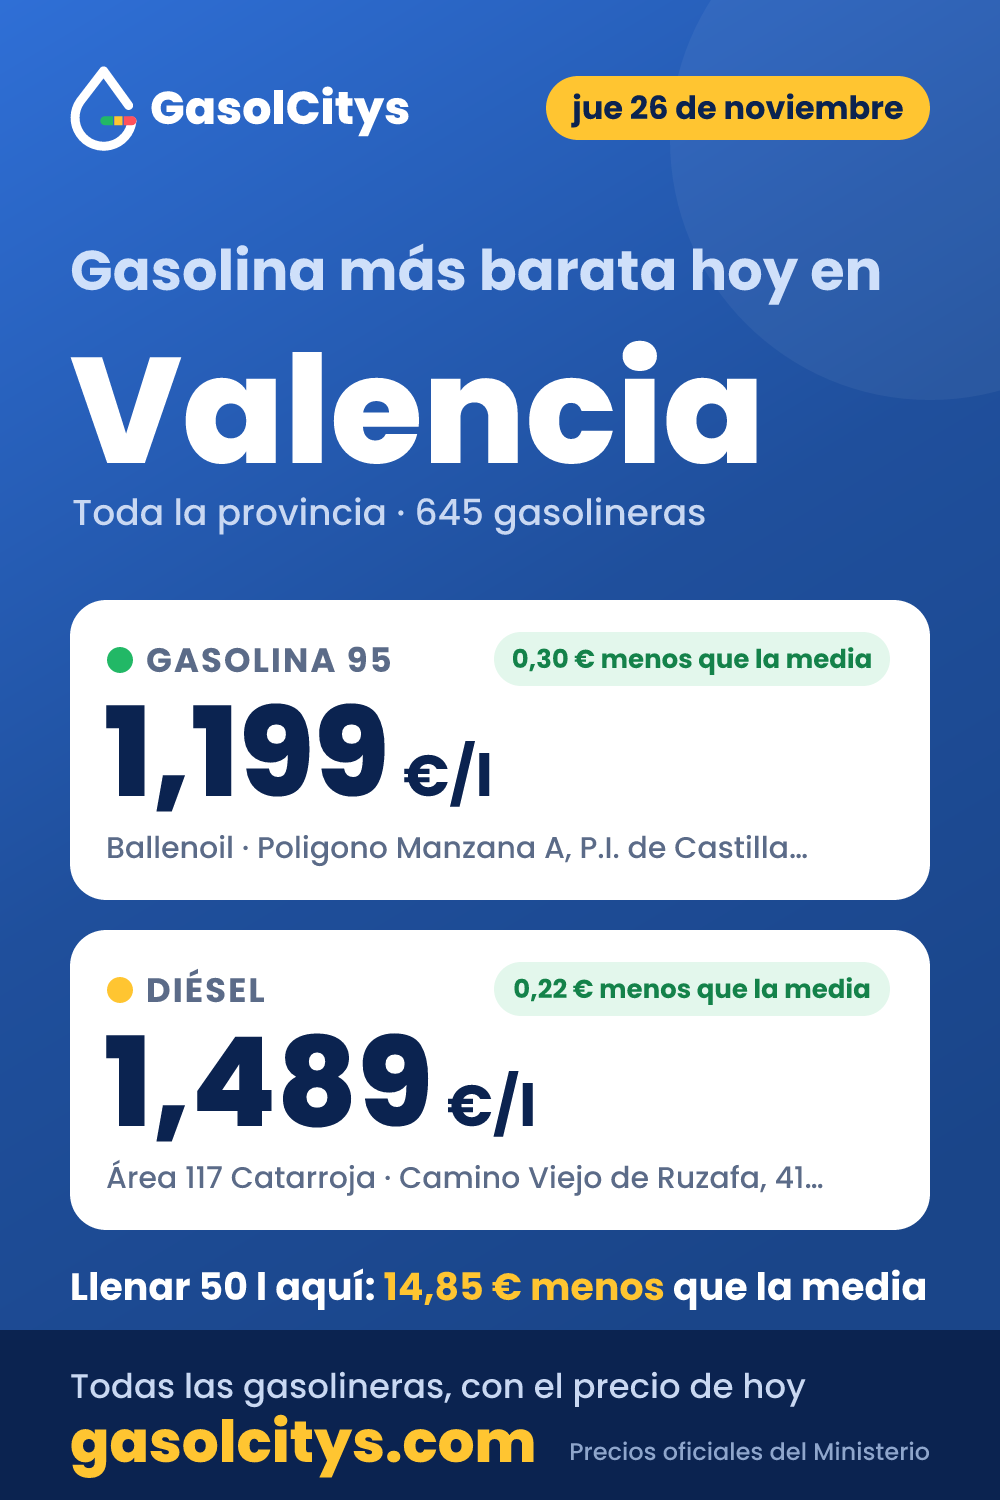 GasolCitys
jue 26 de noviembre
Gasolina más barata hoy en
Valencia
Toda la provincia · 645 gasolineras
GASOLINA 95
0,30 € menos que la media
1,199 €/l
Ballenoil · Poligono Manzana A, P.I. de Castilla...
DIÉSEL
0,22 € menos que la media
1,489 €/l
Área 117 Catarroja · Camino Viejo de Ruzafa, 41...
Llenar 50 l aquí: 14,85 € menos que la media
Todas las gasolineras, con el precio de hoy
gasolcitys.com
Precios oficiales del Ministerio